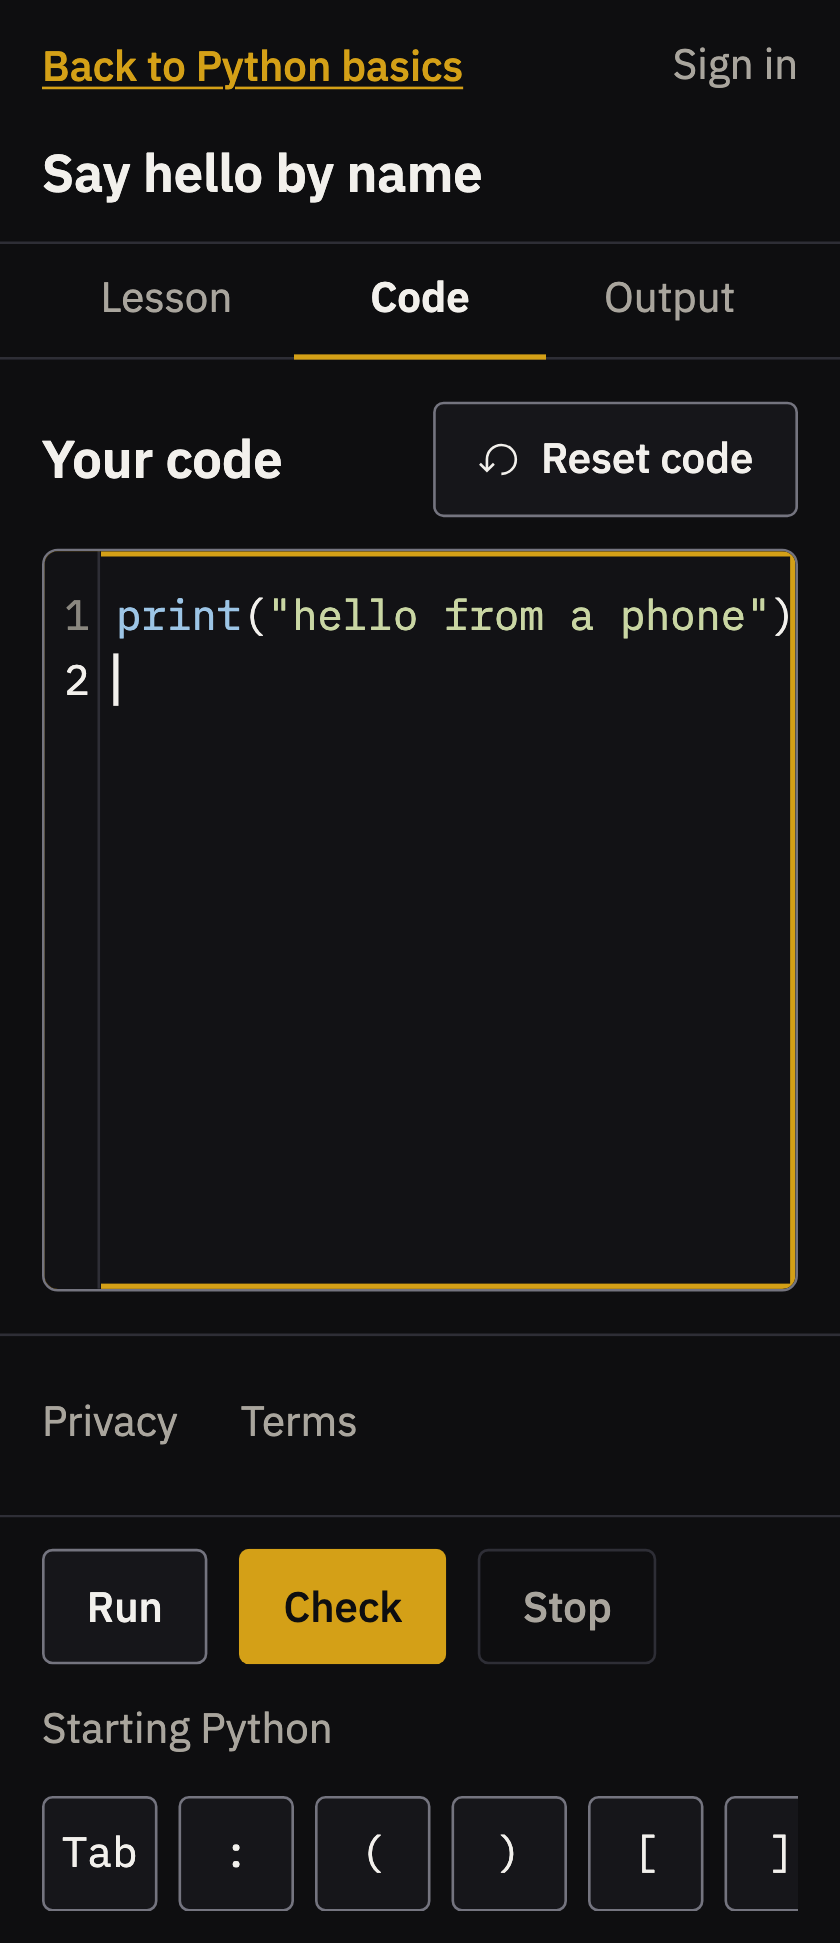 Back to Python basics Sign in
Say hello by name
Lesson Code Output
Your code Reset code
1 print("hello from a phone")
2
Privacy Terms
Run Check Stop
Starting Python
Tab : ( ) [ ]